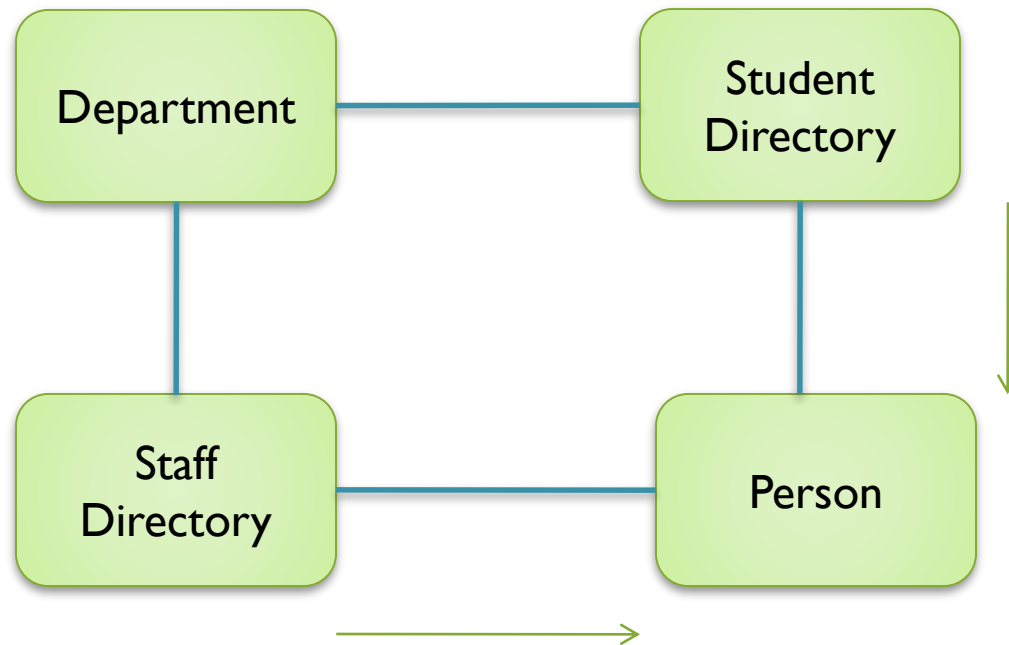 Department
Student
Directory
Staff
Directory
Person